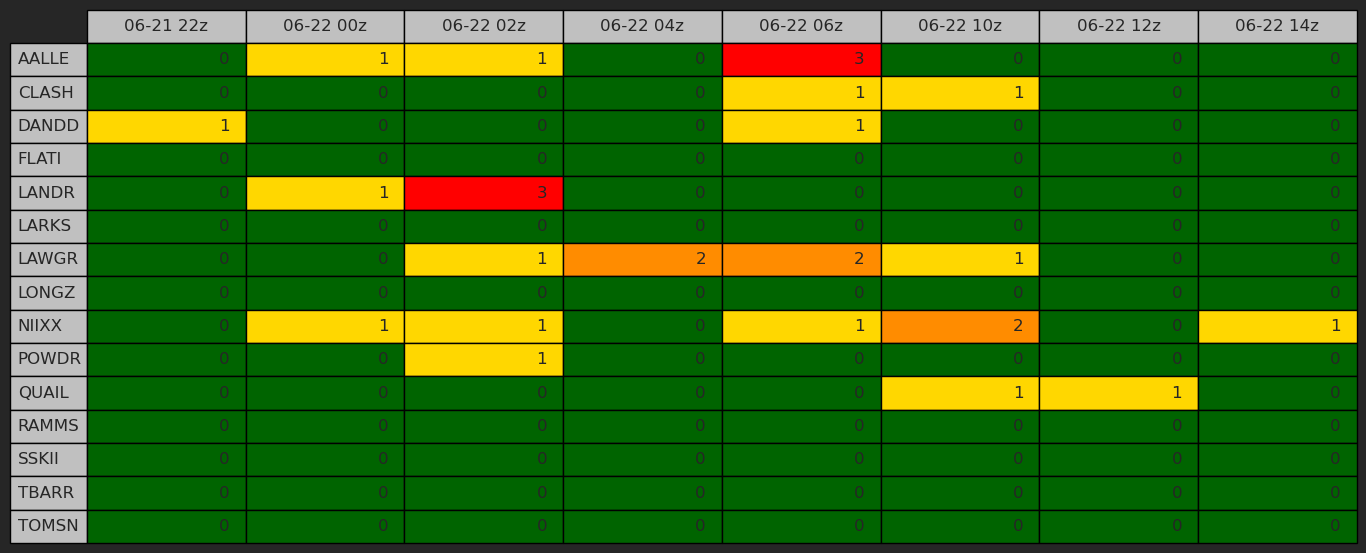 06-21 22z 06-22 00z 06-22 02z 06-22 04z 06-22 06z 06-22 10z 06-22 12z 06-22 14z
AALLE 0 1 1 0 3 0 0 0
CLASH 0 0 0 0 1 1 0 0
DANDD 1 0 0 0 1 0 0 0
FLATI 0 0 0 0 0 0 0 0
LANDR 0 1 3 0 0 0 0 0
LARKS 0 0 0 0 0 0 0 0
LAWGR 0 0 1 2 2 1 0 0
LONGZ 0 0 0 0 0 0 0 0
NIIXX 0 1 1 0 1 2 0 1
POWDR 0 0 1 0 0 0 0 0
QUAIL 0 0 0 0 0 1 1 0
RAMMS 0 0 0 0 0 0 0 0
SSKII 0 0 0 0 0 0 0 0
TBARR 0 0 0 0 0 0 0 0
TOMSN 0 0 0 0 0 0 0 0